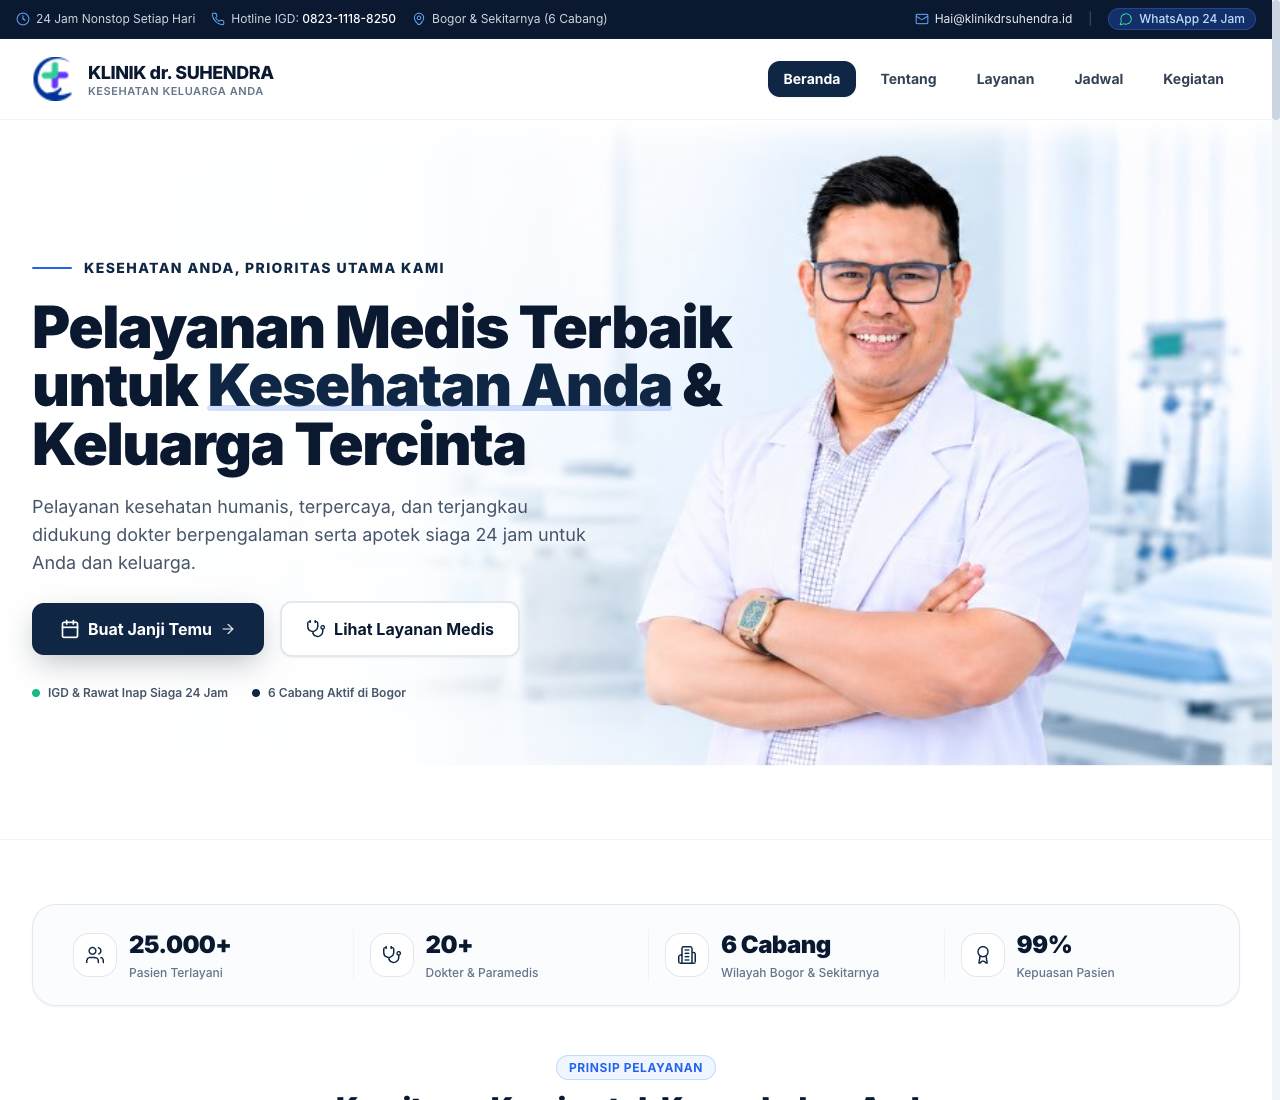 24 Jam Nonstop Setiap Hari
Hotline IGD: 0823-1118-8250
Bogor & Sekitarnya (6 Cabang)
Hai@klinikdrsuhendra.id
WhatsApp 24 Jam
KLINIK dr. SUHENDRA
KESEHATAN KELUARGA ANDA
Beranda
Tentang
Layanan
Jadwal
Kegiatan
KESEHATAN ANDA, PRIORITAS UTAMA KAMI
Pelayanan Medis Terbaik
untuk Kesehatan Anda &
Keluarga Tercinta
Pelayanan kesehatan humanis, terpercaya, dan terjangkau
didukung dokter berpengalaman serta apotek siaga 24 jam untuk
Anda dan keluarga.
Buat Janji Temu
Lihat Layanan Medis
IGD & Rawat Inap Siaga 24 Jam
6 Cabang Aktif di Bogor
25.000+
Pasien Terlayani
20+
Dokter & Paramedis
6 Cabang
Wilayah Bogor & Sekitarnya
99%
Kepuasan Pasien
PRINSIP PELAYANAN